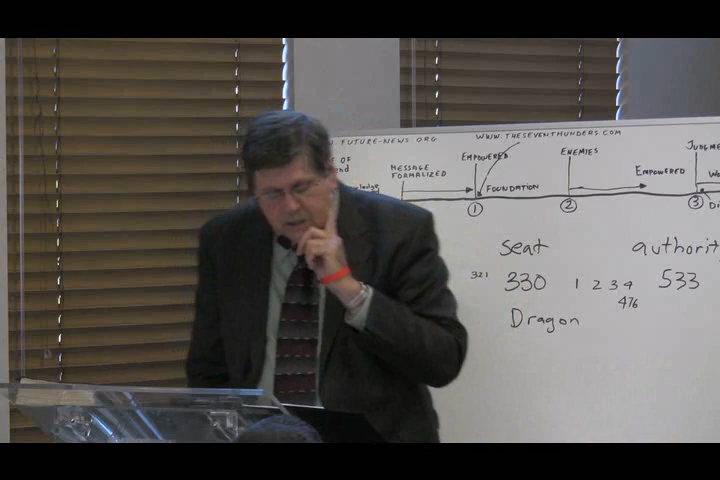 FUTURE-NEWS ORG WWW.THESEVENTHUNDERS.COM
OF MESSAGE FORMALIZED EMPOWERED ENEMIES EMPOWERED
FOUNDATION
1 2 3
seat
321 330 1 2 3 4 533
476
Dragon